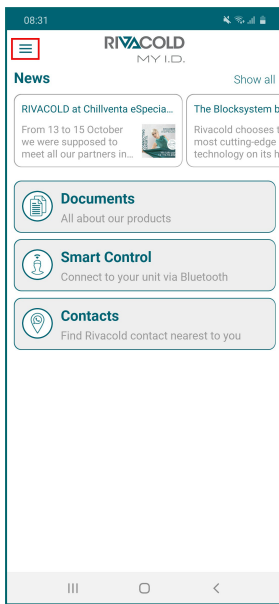 08:31
RIVACOLD
MY I.D.
News
Show all
RIVACOLD at Chillventa eSpecia...
From 13 to 15 October
we were supposed to
meet all our partners in...
The Blocksystem b
Rivacold chooses t
most cutting-edge
technology on its h
Documents
All about our products
Smart Control
Connect to your unit via Bluetooth
Contacts
Find Rivacold contact nearest to you